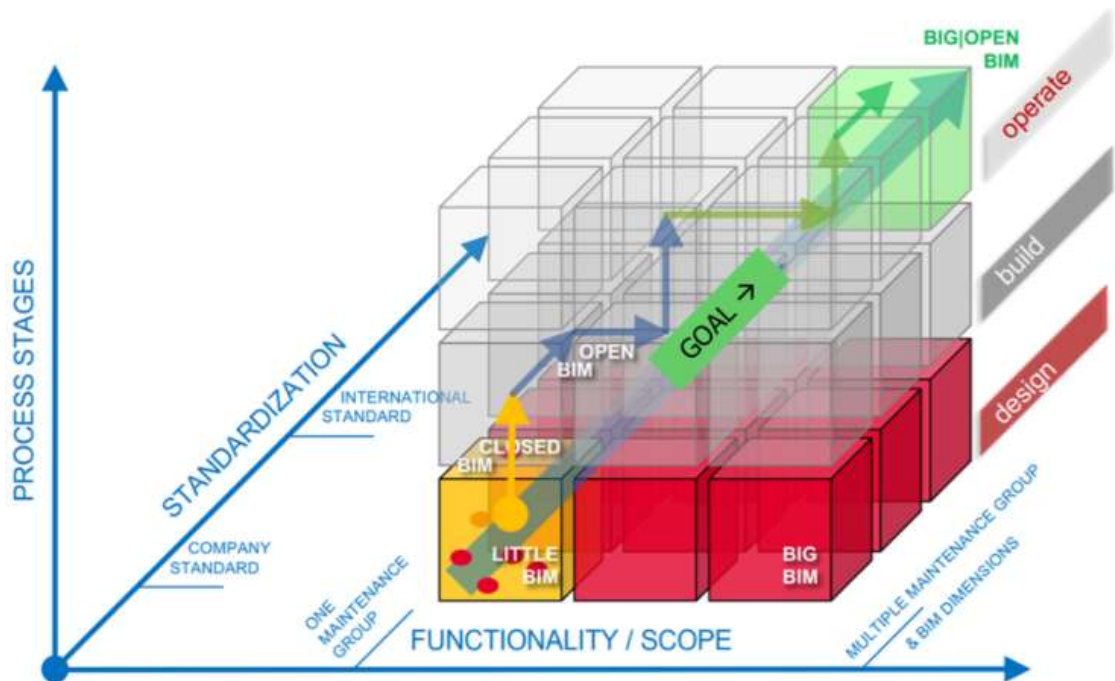 BIG|OPEN
BIM
operate
build
design
PROCESS STAGES
STANDARDIZATION
INTERNATIONAL
STANDARD
COMPANY
STANDARD
GOAL →
OPEN
BIM
CLOSED
BIM
LITTLE
BIM
BIG
BIM
ONE
MAINTENANCE
GROUP
FUNCTIONALITY / SCOPE
MULTIPLE MAINTENANCE GROUP
& BIM DIMENSIONS